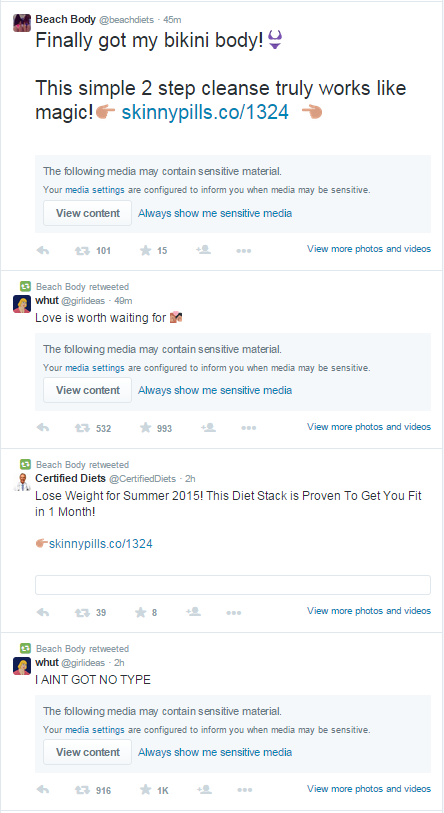 Beach Body @beachdiets · 45m
Finally got my bikini body!👙
This simple 2 step cleanse truly works like
magic!👉 skinnypills.co/1324 👈
The following media may contain sensitive material.
Your media settings are configured to inform you when media may be sensitive.
View content Always show me sensitive media
101 15 View more photos and videos
Beach Body retweeted
whut @girlideas · 49m
Love is worth waiting for
The following media may contain sensitive material.
Your media settings are configured to inform you when media may be sensitive.
View content Always show me sensitive media
532 993 View more photos and videos
Beach Body retweeted
Certified Diets @CertifiedDiets · 2h
Lose Weight for Summer 2015! This Diet Stack is Proven To Get You Fit
in 1 Month!
👉skinnypills.co/1324
39 8 View more photos and videos
Beach Body retweeted
whut @girlideas · 2h
I AINT GOT NO TYPE
The following media may contain sensitive material.
Your media settings are configured to inform you when media may be sensitive.
View content Always show me sensitive media
916 1K View more photos and videos